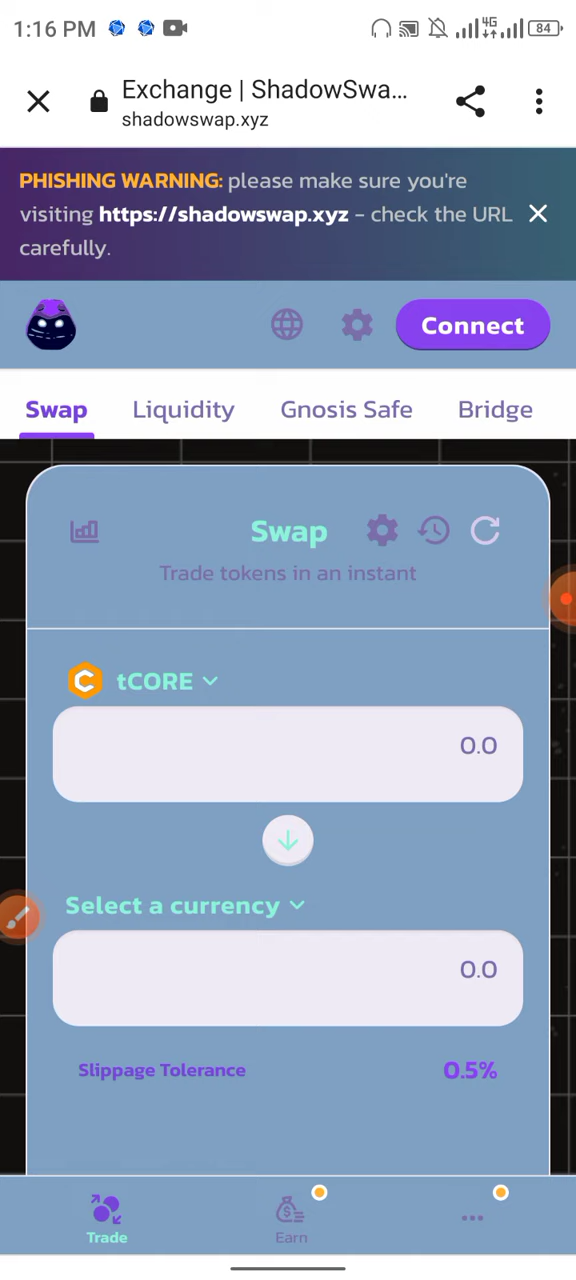 1:16 PM 4G 84
Exchange | ShadowSwa...
shadowswap.xyz
PHISHING WARNING: please make sure you're
visiting https://shadowswap.xyz - check the URL
carefully.
Connect
Swap Liquidity Gnosis Safe Bridge
Swap
Trade tokens in an instant
tCORE
0.0
Select a currency
0.0
Slippage Tolerance 0.5%
Trade Earn